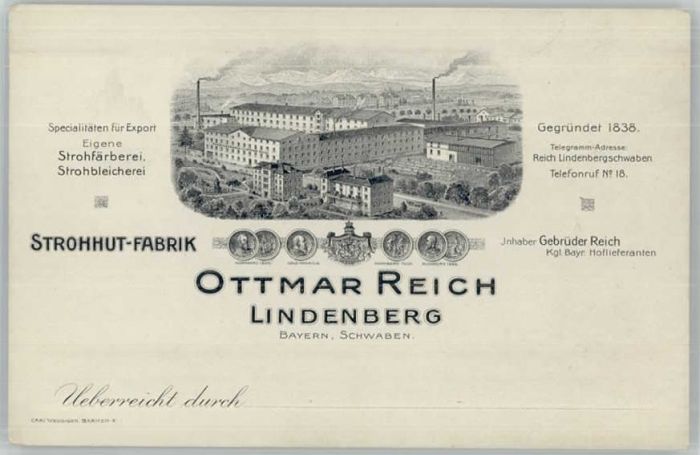 Specialitäten für Export
Eigene
Strohfärberei,
Strohbleicherei
Gegründet 1838.
Telegramm-Adresse:
Reich Lindenbergschwaben
Telefonruf Nº 18.
STROHHUT-FABRIK
Jnhaber Gebrüder Reich
Kgl. Bayr. Hoflieferanten
OTTMAR REICH
LINDENBERG
BAYERN, SCHWABEN.
Ueberreicht durch